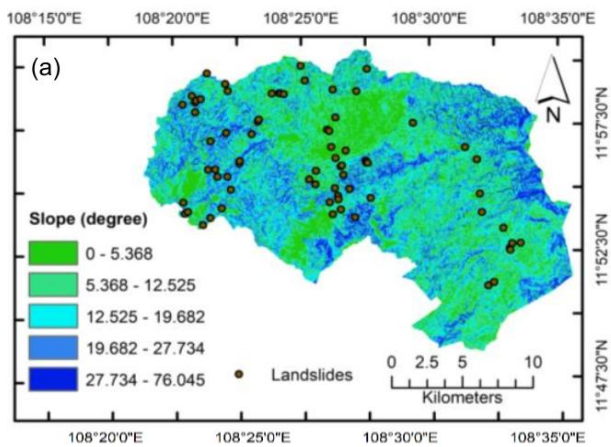 108°15'0"E 108°20'0"E 108°25'0"E 108°30'0"E 108°35'0"E
(a)
N
11°57'30"N
11°52'30"N
11°47'30"N
Slope (degree)
0 - 5.368
5.368 - 12.525
12.525 - 19.682
19.682 - 27.734
27.734 - 76.045
Landslides
0 2.5 5 10
Kilometers
108°20'0"E 108°25'0"E 108°30'0"E 108°35'0"E